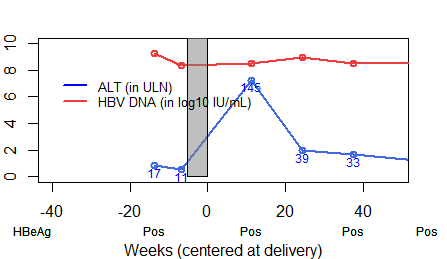 10
8
6
4
2
0
ALT (in ULN)
HBV DNA (in log10 IU/mL)
145
17
11
39
33
-40 -20 0 20 40
HBeAg Pos Pos Pos Pos
Weeks (centered at delivery)